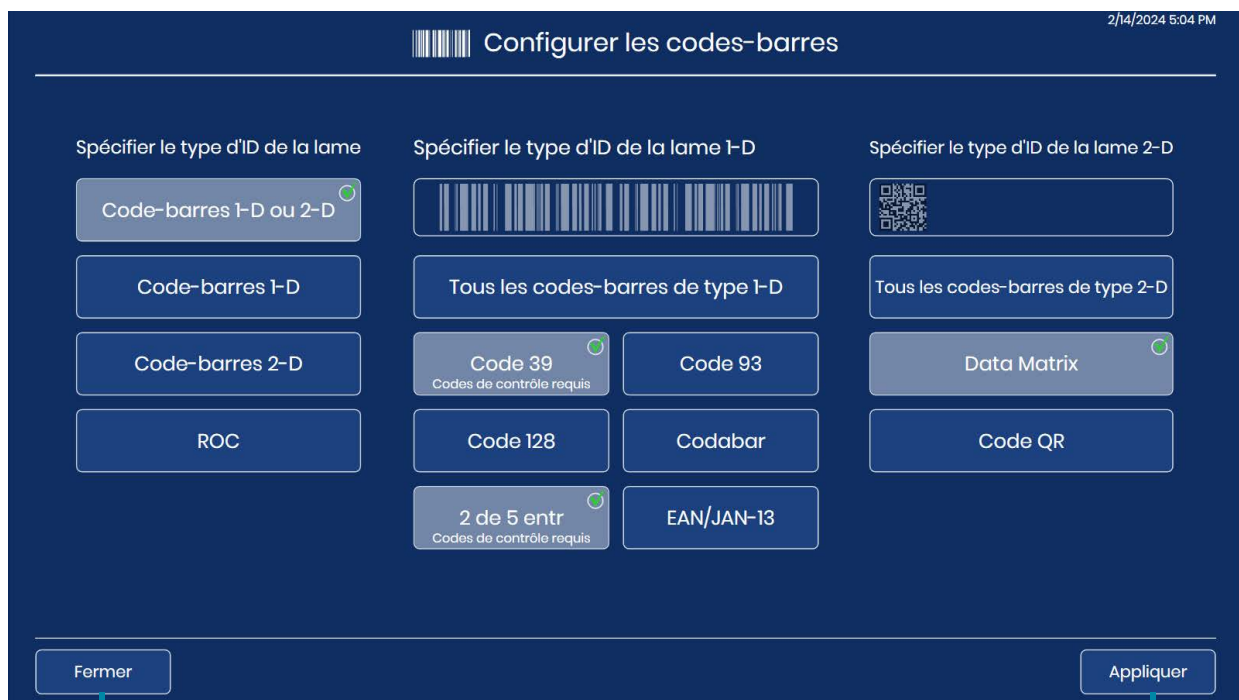 2/14/2024 5:04 PM
Configurer les codes-barres
Spécifier le type d'ID de la lame
Code-barres 1-D ou 2-D
Code-barres 1-D
Code-barres 2-D
ROC
Spécifier le type d'ID de la lame 1-D
Tous les codes-barres de type 1-D
Code 39
Codes de contrôle requis
Code 93
Code 128
Codabar
2 de 5 entr
Codes de contrôle requis
EAN/JAN-13
Spécifier le type d'ID de la lame 2-D
Tous les codes-barres de type 2-D
Data Matrix
Code QR
Fermer
Appliquer